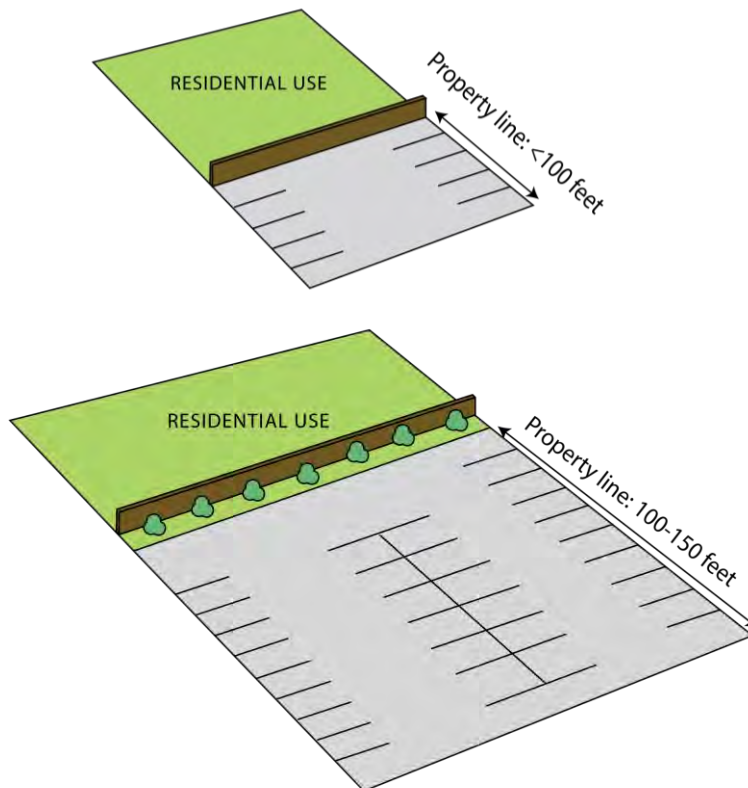 RESIDENTIAL USE
Property line: <100 feet
RESIDENTIAL USE
Property line: 100-150 feet